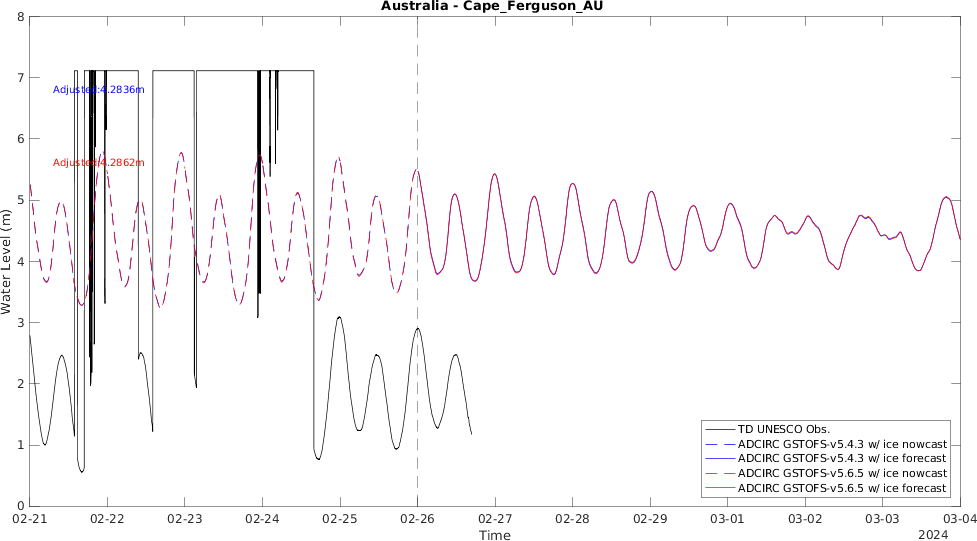 Australia - Cape_Ferguson_AU
8
7
6
5
4
3
2
1
0
Water Level (m)
Adjusted:4.2836m
Adjusted:4.2862m
TD UNESCO Obs.
ADCIRC GSTOFS-v5.4.3 w/ ice nowcast
ADCIRC GSTOFS-v5.4.3 w/ ice forecast
ADCIRC GSTOFS-v5.6.5 w/ ice nowcast
ADCIRC GSTOFS-v5.6.5 w/ ice forecast
02-21 02-22 02-23 02-24 02-25 02-26 02-27 02-28 02-29 03-01 03-02 03-03 03-04
Time
2024